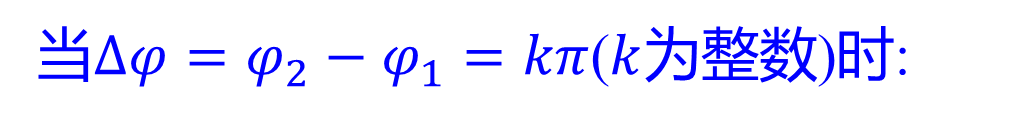 当Δφ = φ₂ − φ₁ = kπ(k为整数)时: